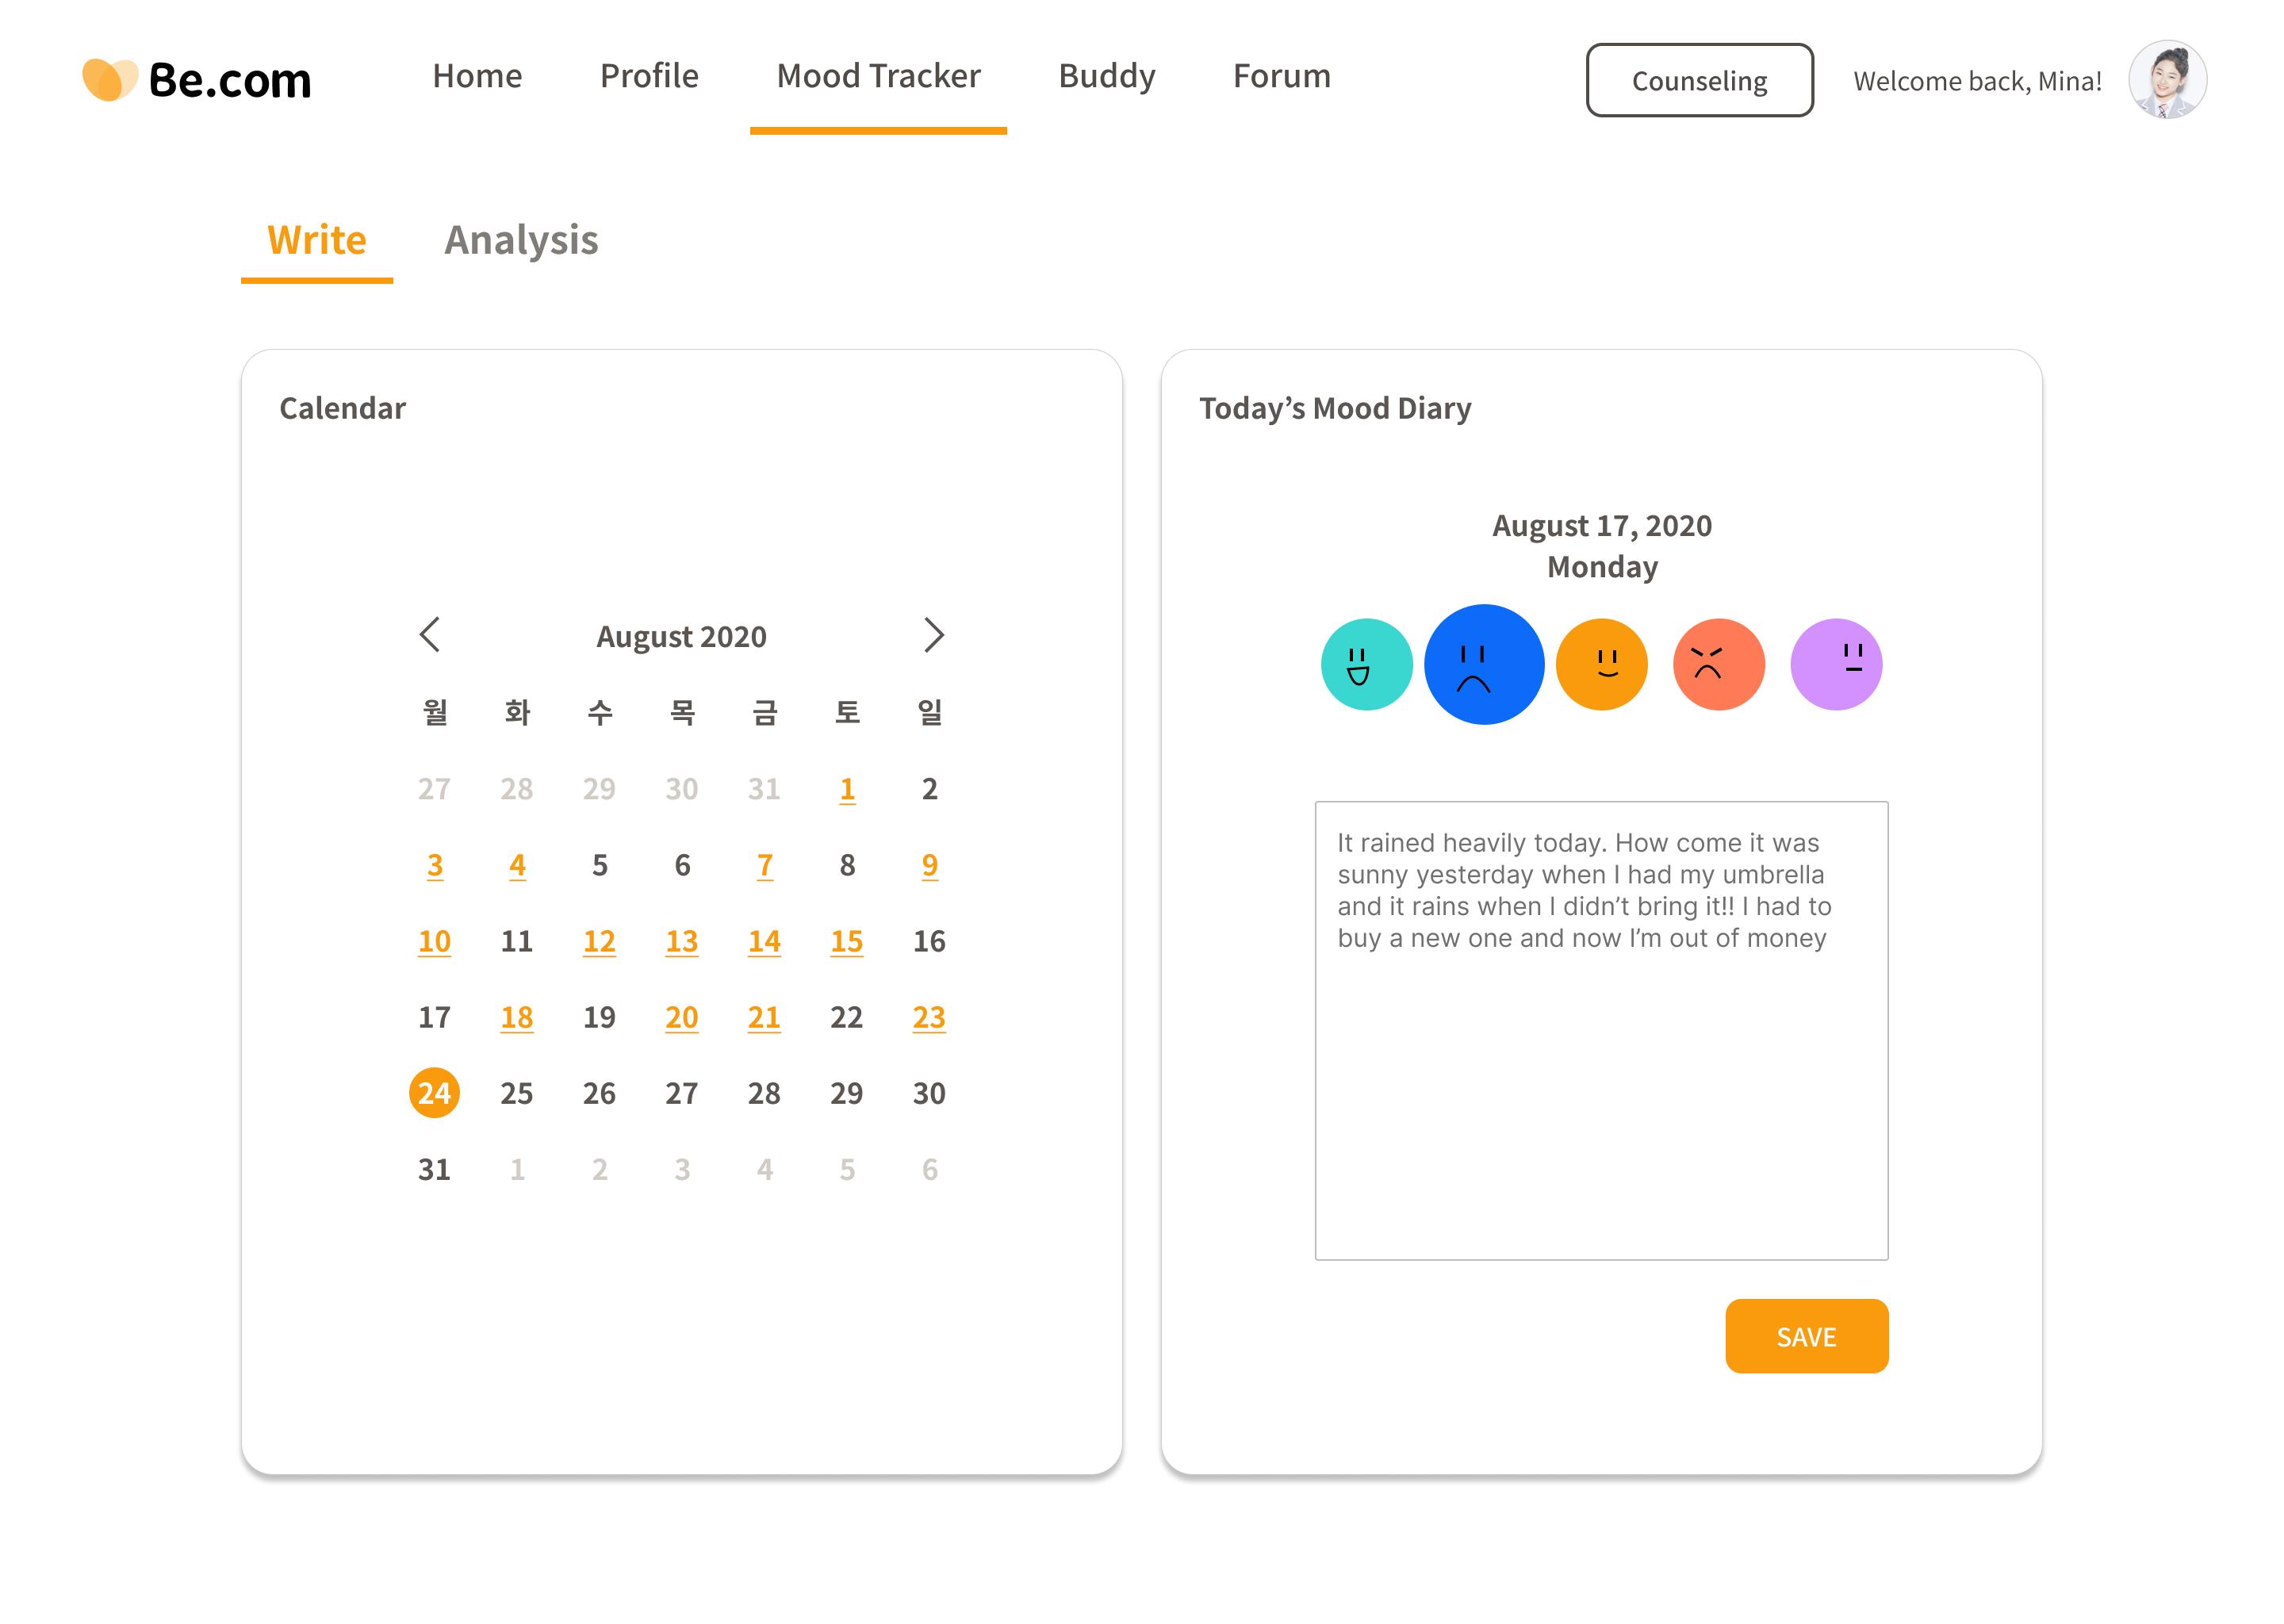 Be.com
Home Profile Mood Tracker Buddy Forum
Counseling
Welcome back, Mina!
Write Analysis
Calendar
August 2020
월 화 수 목 금 토 일
27 28 29 30 31 1 2
3 4 5 6 7 8 9
10 11 12 13 14 15 16
17 18 19 20 21 22 23
24 25 26 27 28 29 30
31 1 2 3 4 5 6
Today’s Mood Diary
August 17, 2020
Monday
It rained heavily today. How come it was
sunny yesterday when I had my umbrella
and it rains when I didn’t bring it!! I had to
buy a new one and now I’m out of money
SAVE